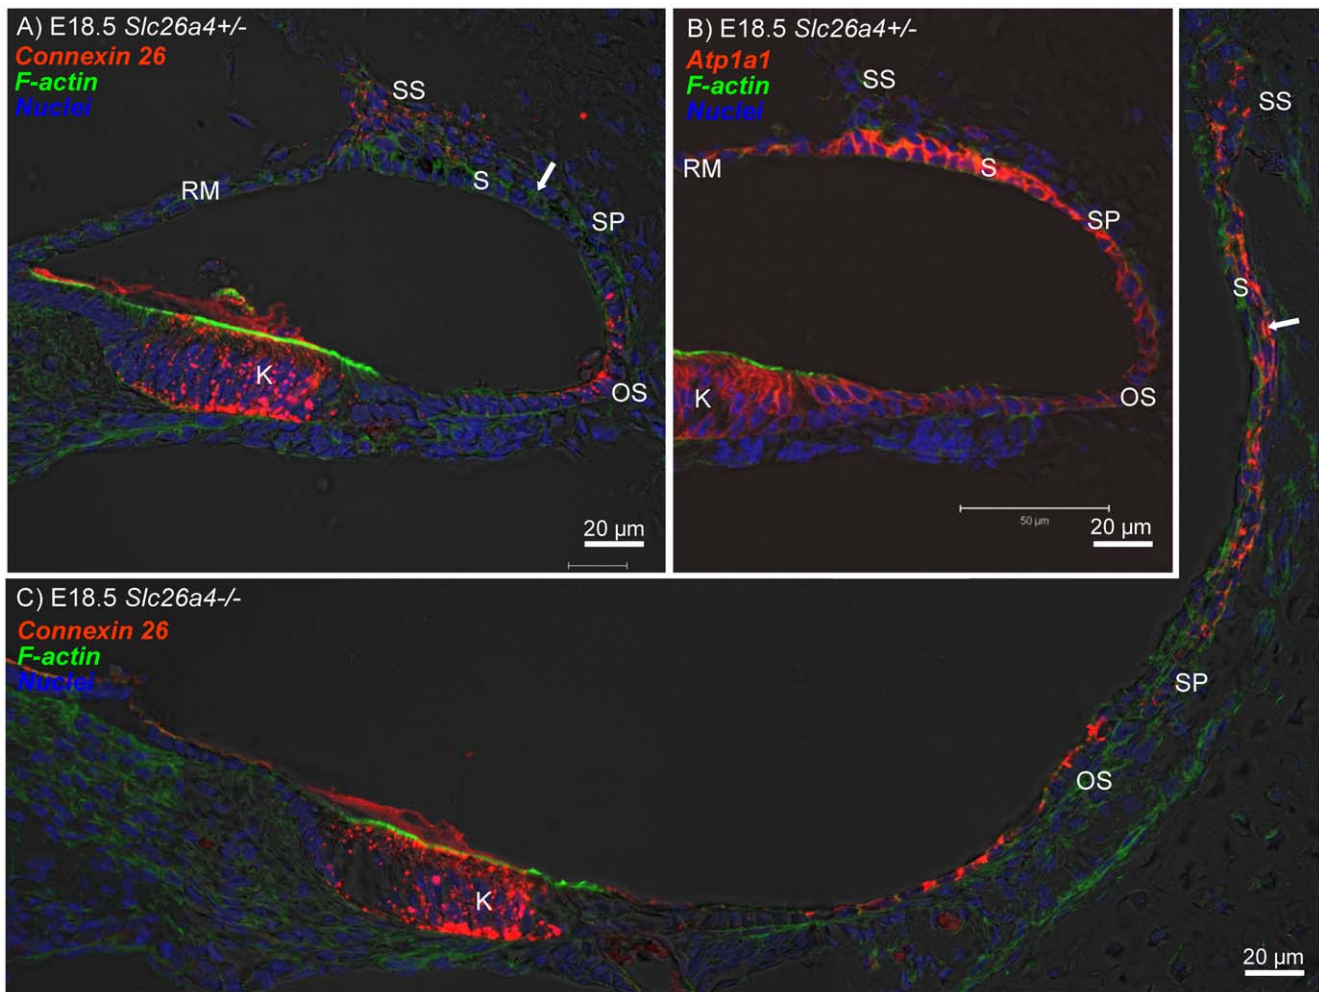 A) E18.5 Slc26a4+/-
Connexin 26
F-actin
Nuclei
SS
S
RM
SP
K
OS
20 µm
B) E18.5 Slc26a4+/-
Atp1a1
F-actin
Nuclei
SS
RM
S
SP
K
OS
50 µm
20 µm
SS
S
C) E18.5 Slc26a4-/-
Connexin 26
F-actin
Nuclei
SP
OS
K
20 µm